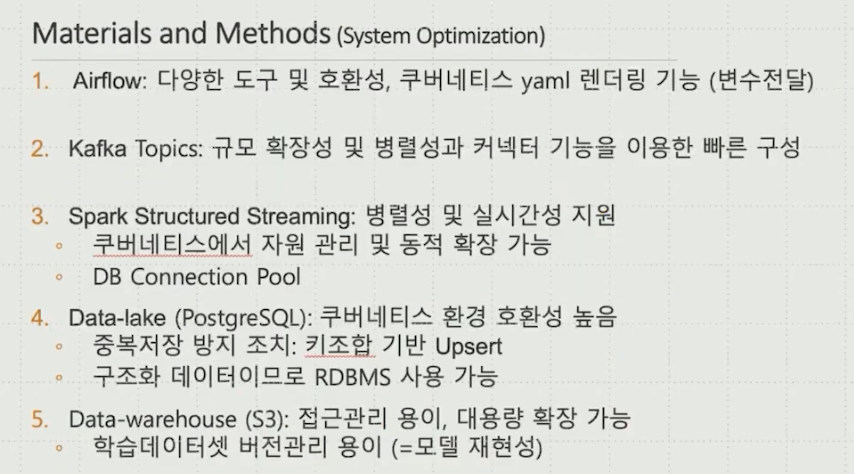 Materials and Methods (System Optimization)
1. Airflow: 다양한 도구 및 호환성, 쿠버네티스 yaml 렌더링 기능 (변수전달)
2. Kafka Topics: 규모 확장성 및 병렬성과 커넥터 기능을 이용한 빠른 구성
3. Spark Structured Streaming: 병렬성 및 실시간성 지원
◦ 쿠버네티스에서 자원 관리 및 동적 확장 가능
◦ DB Connection Pool
4. Data-lake (PostgreSQL): 쿠버네티스 환경 호환성 높음
◦ 중복저장 방지 조치: 키조합 기반 Upsert
◦ 구조화 데이터이므로 RDBMS 사용 가능
5. Data-warehouse (S3): 접근관리 용이, 대용량 확장 가능
◦ 학습데이터셋 버전관리 용이 (=모델 재현성)